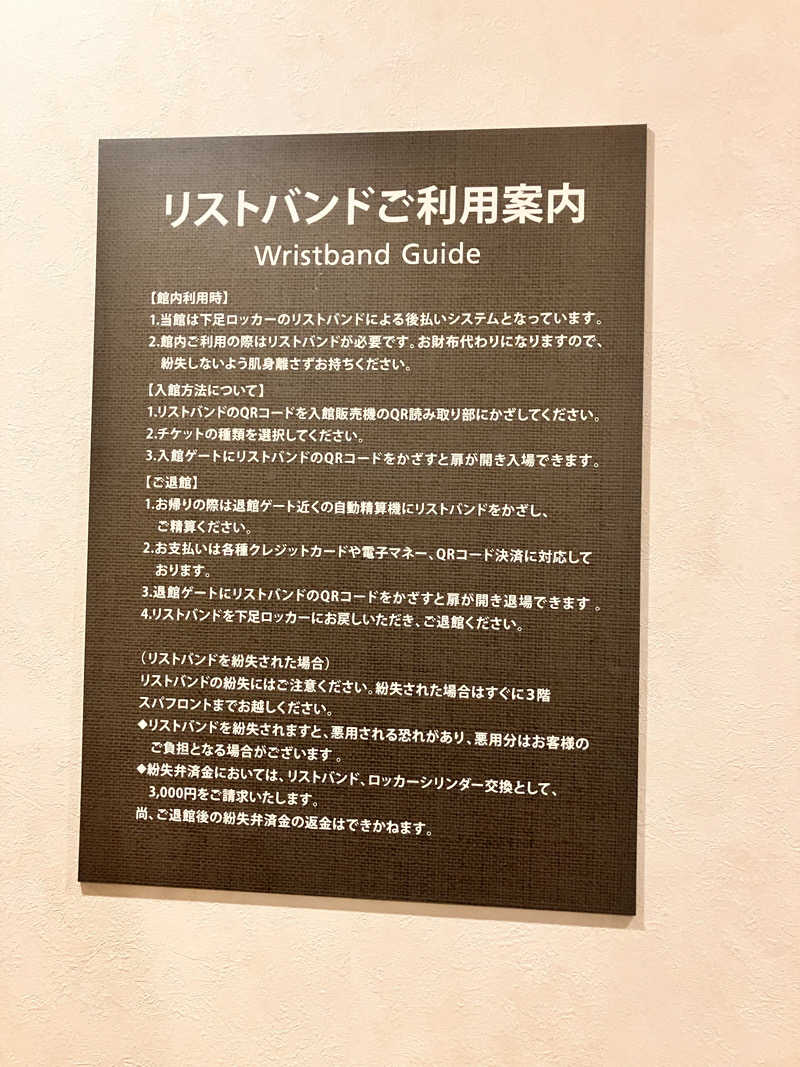 リストバンドご利用案内
Wristband Guide
【館内利用時】
1.当館は下足ロッカーのリストバンドによる後払いシステムとなっています。
2.館内ご利用の際はリストバンドが必要です。お財布代わりになりますので、
紛失しないよう肌身離さずお持ちください。
【入館方法について】
1.リストバンドのQRコードを入館販売機のQR読み取り部にかざしてください。
2.チケットの種類を選択してください。
3.入館ゲートにリストバンドのQRコードをかざすと扉が開き入場できます。
【ご退館】
1.お帰りの際は退館ゲート近くの自動精算機にリストバンドをかざし、
ご精算ください。
2.お支払いは各種クレジットカードや電子マネー、QRコード決済に対応して
おります。
3.退館ゲートにリストバンドのQRコードをかざすと扉が開き退場できます。
4.リストバンドを下足ロッカーにお戻しいただき、ご退館ください。
（リストバンドを紛失された場合）
リストバンドの紛失にはご注意ください。紛失された場合はすぐに3階
スパフロントまでお越しください。
◆リストバンドを紛失されますと、悪用される恐れがあり、悪用分はお客様の
ご負担となる場合がございます。
◆紛失弁済金においては、リストバンド、ロッカーシリンダー交換として、
3,000円をご請求いたします。
尚、ご退館後の紛失弁済金の返金はできかねます。